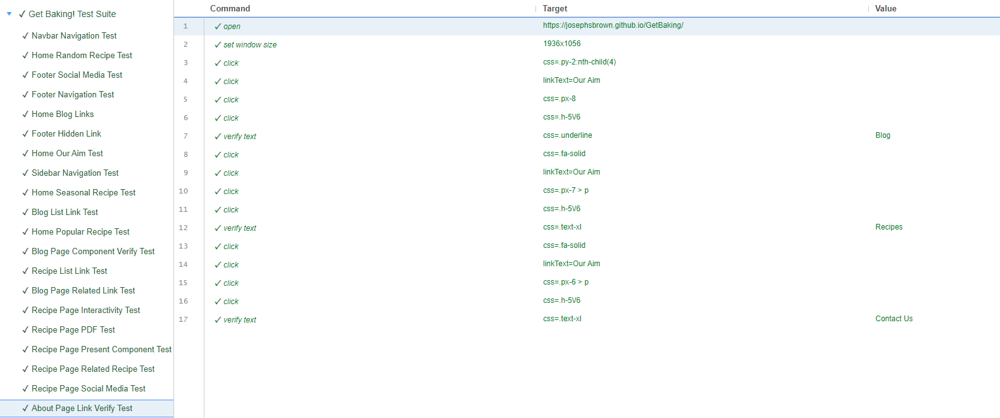 Get Baking! Test Suite
Navbar Navigation Test
Home Random Recipe Test
Footer Social Media Test
Footer Navigation Test
Home Blog Links
Footer Hidden Link
Home Our Aim Test
Sidebar Navigation Test
Home Seasonal Recipe Test
Blog List Link Test
Home Popular Recipe Test
Blog Page Component Verify Test
Recipe List Link Test
Blog Page Related Link Test
Recipe Page Interactivity Test
Recipe Page PDF Test
Recipe Page Present Component Test
Recipe Page Related Recipe Test
Recipe Page Social Media Test
About Page Link Verify Test
Command Target Value
1 ✓ open https://josephsbrown.github.io/GetBaking/
2 ✓ set window size 1936x1056
3 ✓ click css=.py-2:nth-child(4)
4 ✓ click linkText=Our Aim
5 ✓ click css=.px-8
6 ✓ click css=.h-5\/6
7 ✓ verify text css=.underline Blog
8 ✓ click css=.fa-solid
9 ✓ click linkText=Our Aim
10 ✓ click css=.px-7 > p
11 ✓ click css=.h-5\/6
12 ✓ verify text css=.text-xl Recipes
13 ✓ click css=.fa-solid
14 ✓ click linkText=Our Aim
15 ✓ click css=.px-6 > p
16 ✓ click css=.h-5\/6
17 ✓ verify text css=.text-xl Contact Us